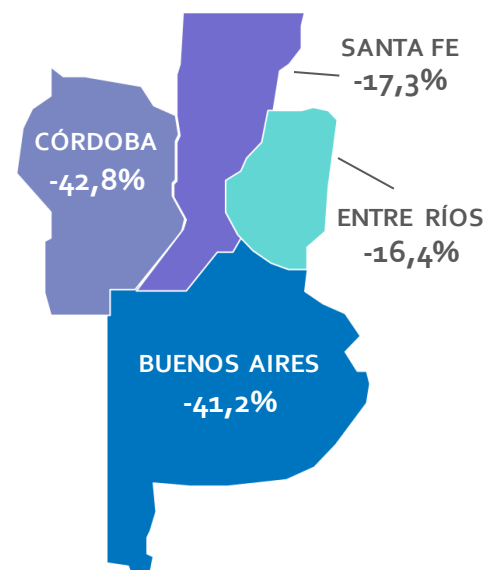 SANTA FE
-17,3%
CÓRDOBA
-42,8%
ENTRE RÍOS
-16,4%
BUENOS AIRES
-41,2%